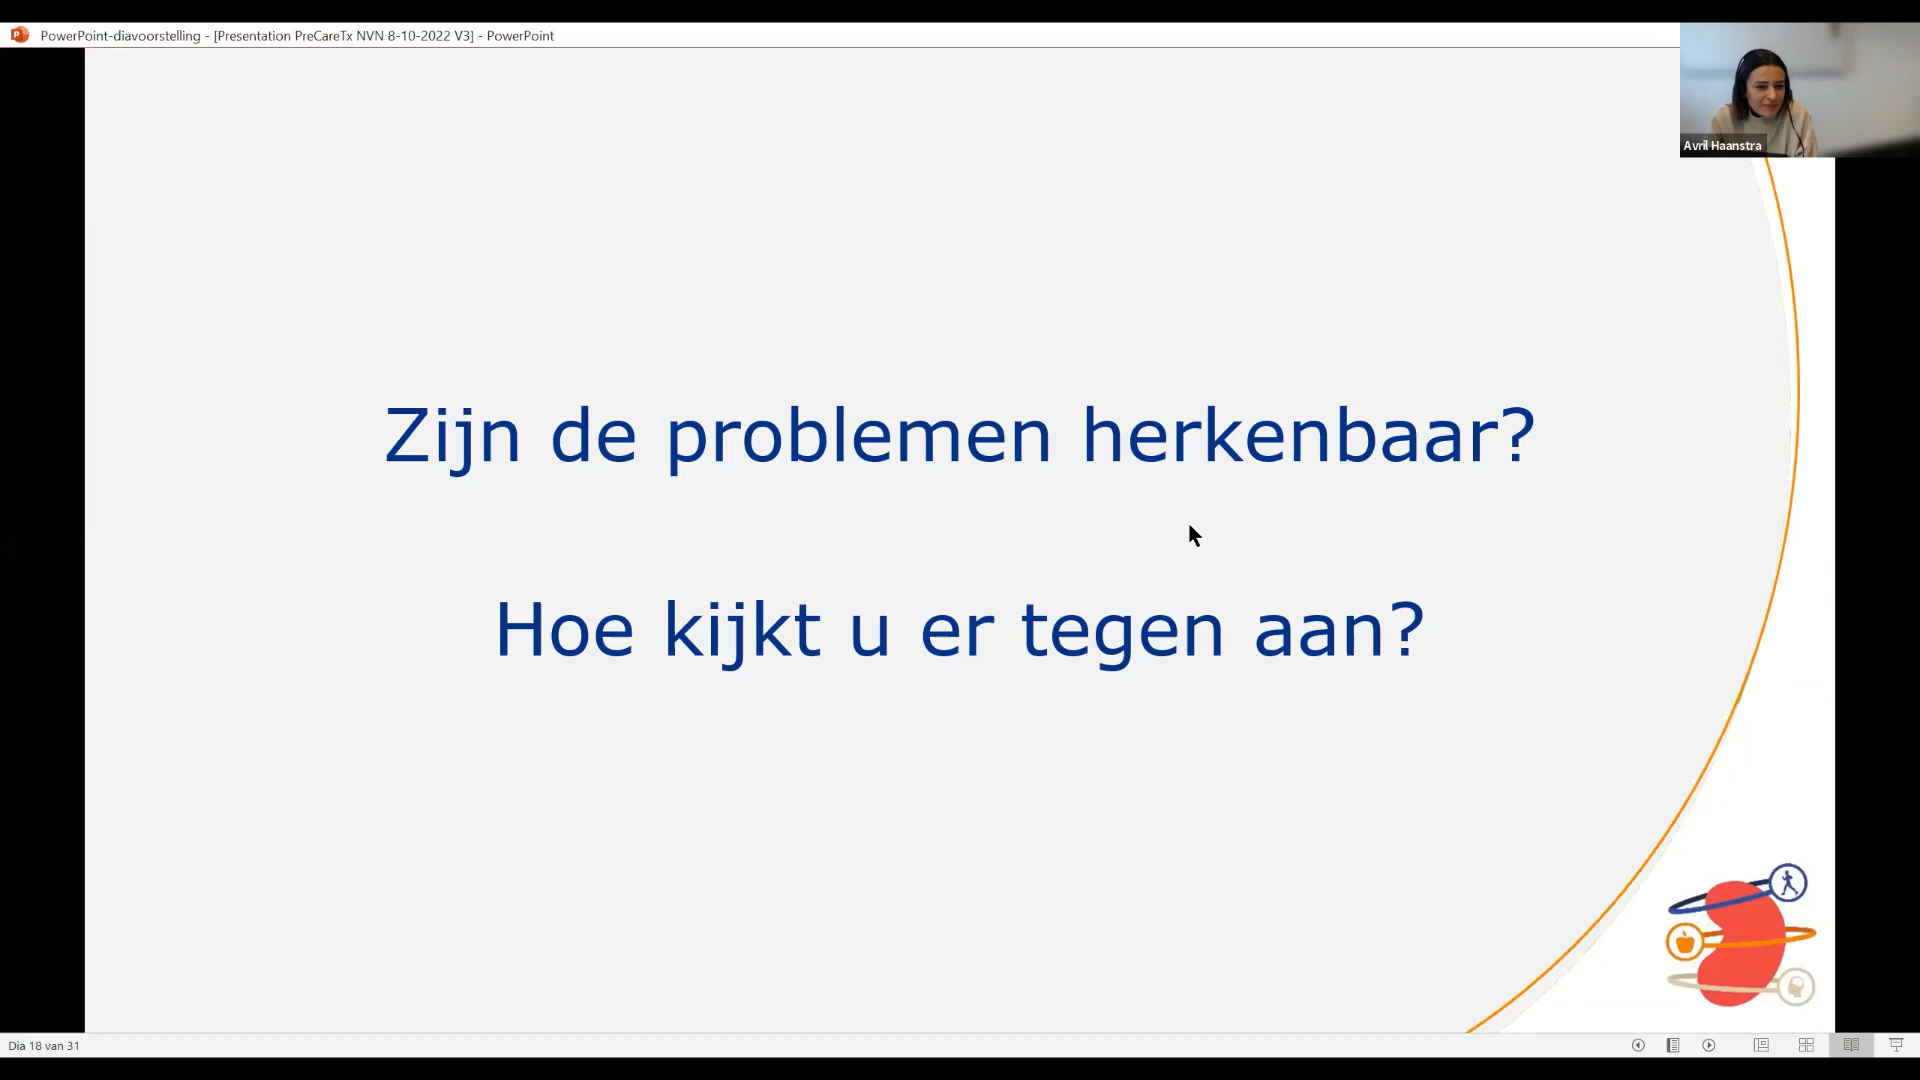 PowerPoint-diavoorstelling - [Presentation PreCareTx NVN 8-10-2022 V3] - PowerPoint
Avril Haanstra
Zijn de problemen herkenbaar?
Hoe kijkt u er tegen aan?
Dia 18 van 31